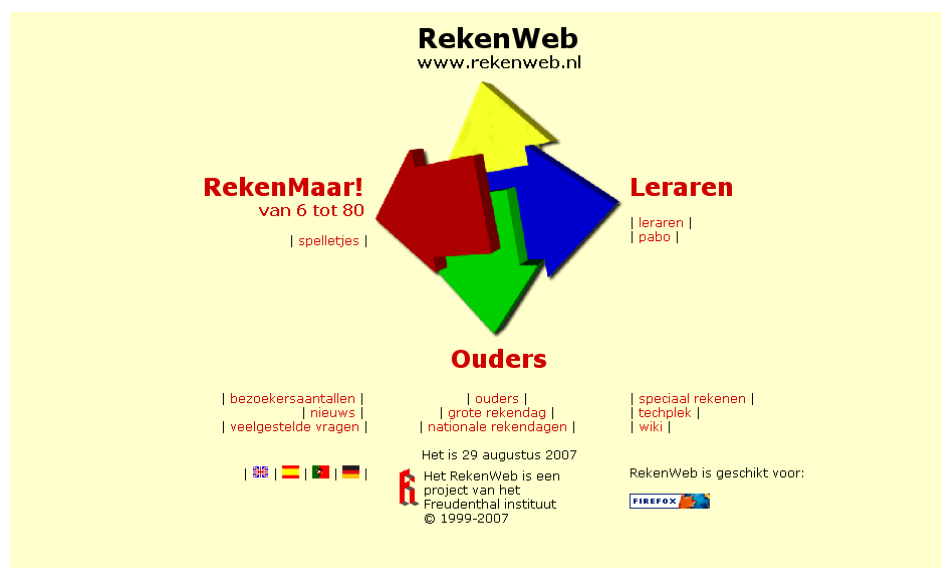 RekenWeb
www.rekenweb.nl
RekenMaar!
van 6 tot 80
| spelletjes |
Leraren
| leraren |
| pabo |
Ouders
| bezoekersaantallen |
| nieuws |
| veelgestelde vragen |
| ouders |
| grote rekendag |
| nationale rekendagen |
| speciaal rekenen |
| techplek |
| wiki |
| | | | |
Het is 29 augustus 2007
Het RekenWeb is een
project van het
Freudenthal instituut
© 1999-2007
RekenWeb is geschikt voor:
FIREFOX